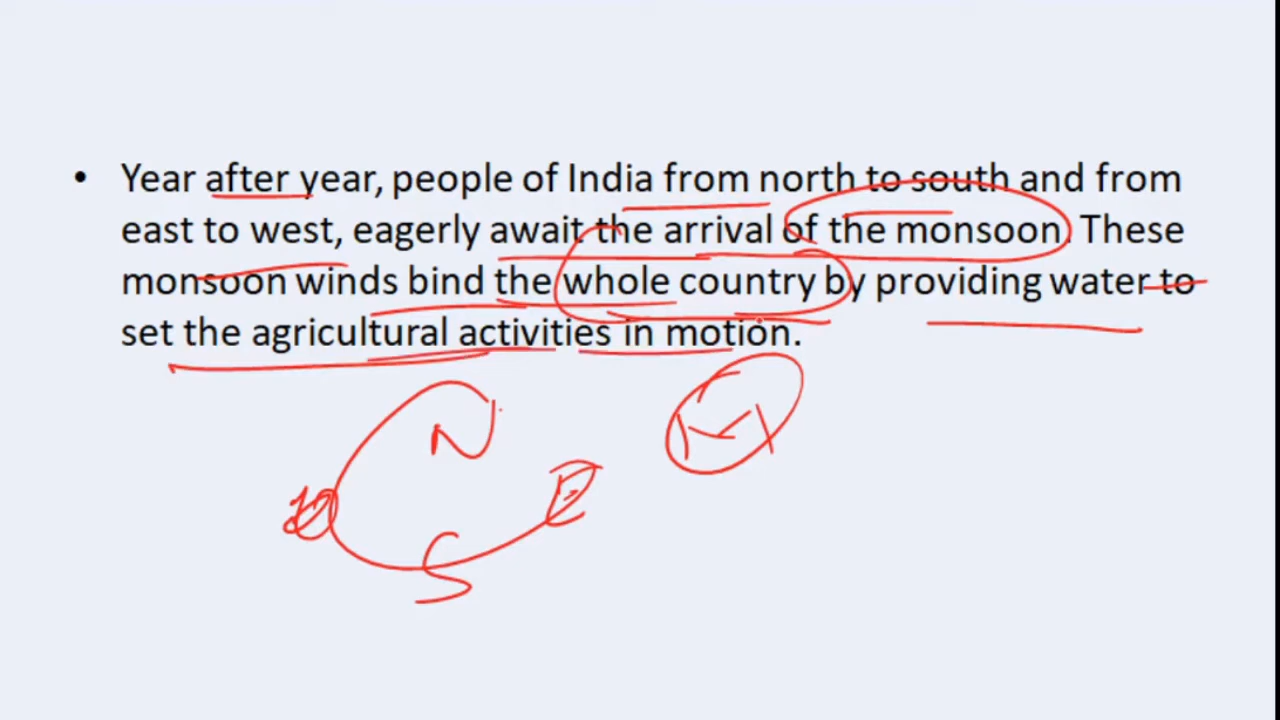 • Year after year, people of India from north to south and from
east to west, eagerly await the arrival of the monsoon. These
monsoon winds bind the whole country by providing water to
set the agricultural activities in motion.
N
E
S